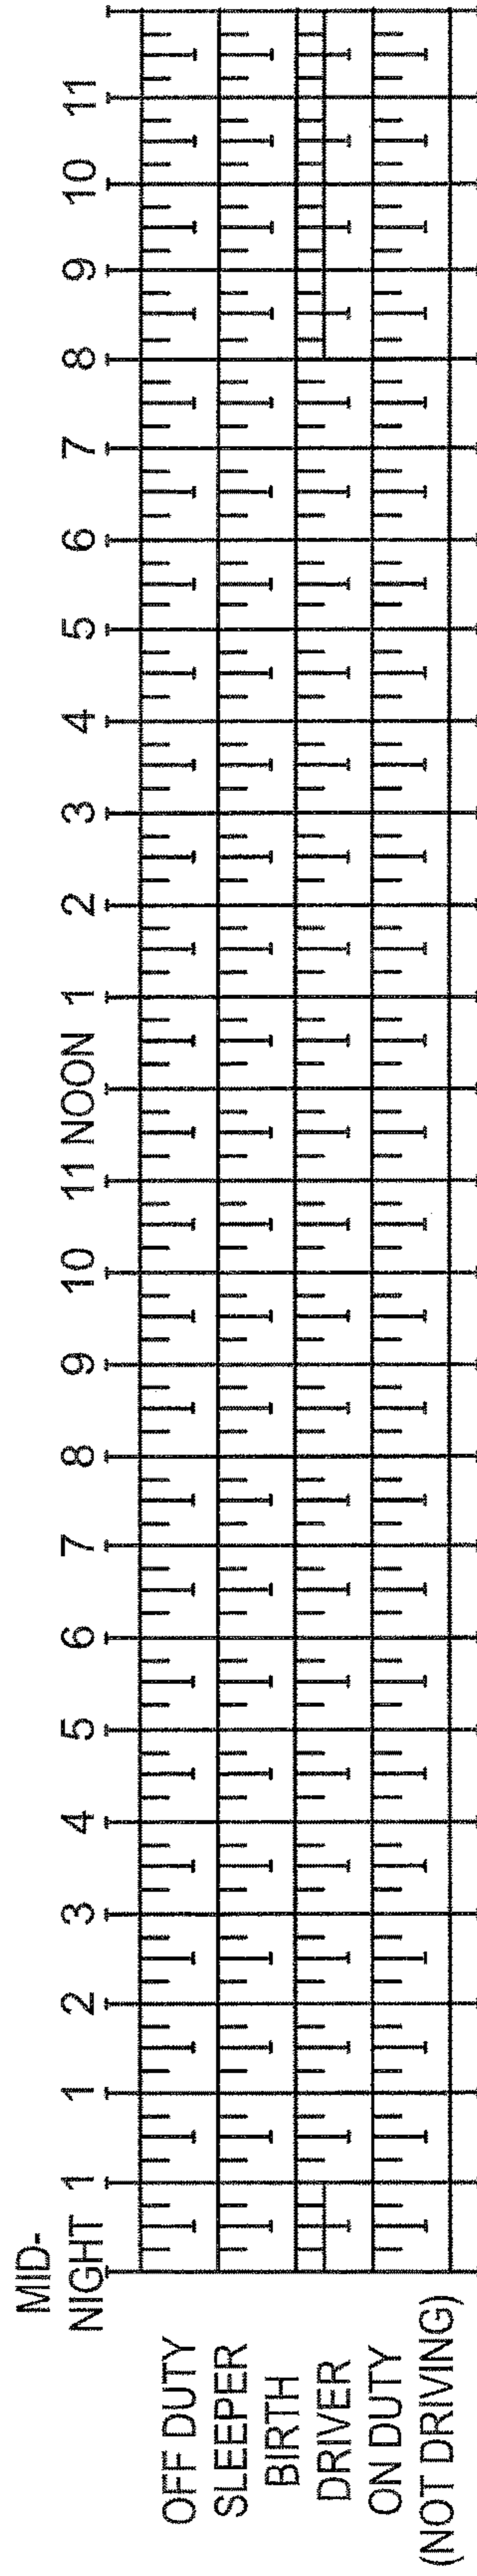 MID-
NIGHT 1 1 2 3 4 5 6 7 8 9 10 11 NOON 1 2 3 4 5 6 7 8 9 10 11
OFF DUTY
SLEEPER
BIRTH
DRIVER
ON DUTY
(NOT DRIVING)